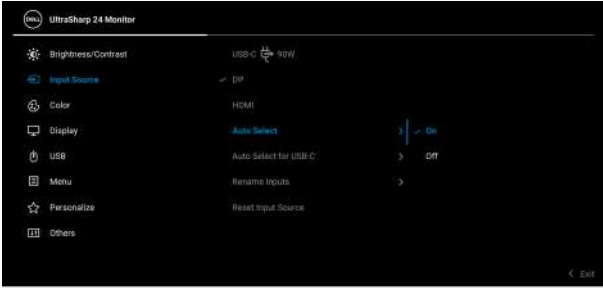 DELL UltraSharp 24 Monitor
Brightness/Contrast USB-C 90W
Input Source DP
Color HDMI
Display Auto Select On
USB Auto Select for USB-C Off
Menu Rename Inputs
Personalize Reset Input Source
Others
Exit